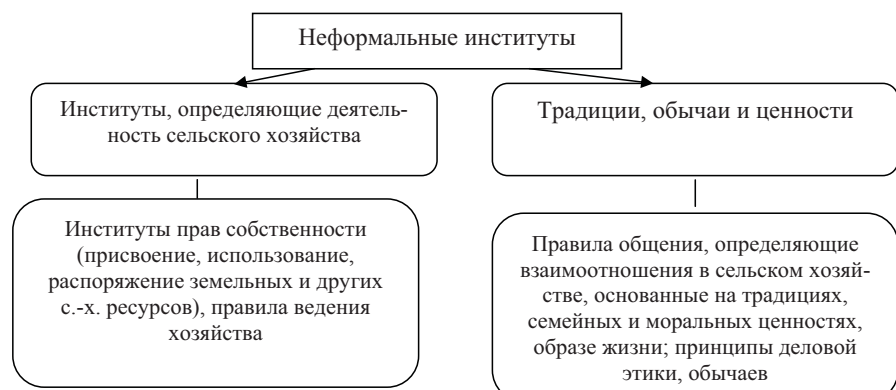 Неформальные институты
Институты, определяющие деятель-
ность сельского хозяйства
Традиции, обычаи и ценности
Институты прав собственности
(присвоение, использование,
распоряжение земельных и других
с.-х. ресурсов), правила ведения
хозяйства
Правила общения, определяющие
взаимоотношения в сельском хозяй-
стве, основанные на традициях,
семейных и моральных ценностях,
образе жизни; принципы деловой
этики, обычаев